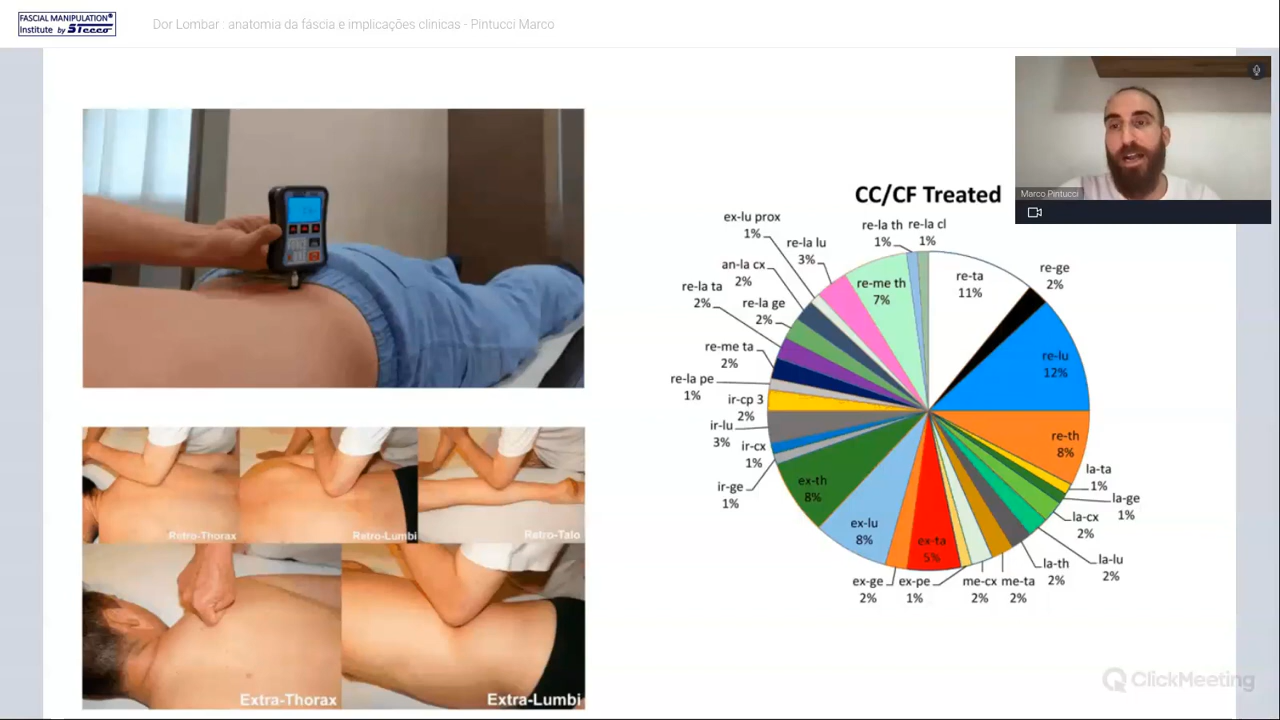 FASCIAL MANIPULATION®
Institute by Stecco
Dor Lombar : anatomia da fáscia e implicações clínicas - Pintucci Marco
Marco Pintucci
CC/CF Treated
ex-lu prox
1%
re-la lu
3%
re-la th
1%
re-la cl
1%
re-ta
11%
re-ge
2%
an-la cx
2%
re-me th
7%
re-la ta
2%
re-la ge
2%
re-lu
12%
re-me ta
2%
re-la pe
1%
ir-cp 3
2%
ir-lu
3%
ir-cx
1%
ir-ge
1%
re-th
8%
la-ta
1%
la-ge
1%
la-cx
2%
la-lu
2%
la-th
2%
ex-th
8%
ex-lu
8%
ex-ta
5%
ex-ge
2%
ex-pe
1%
me-cx
2%
me-ta
2%
Retro-Thorax
Retro-Lumbi
Retro-Talo
Extra-Thorax
Extra-Lumbi
ClickMeeting